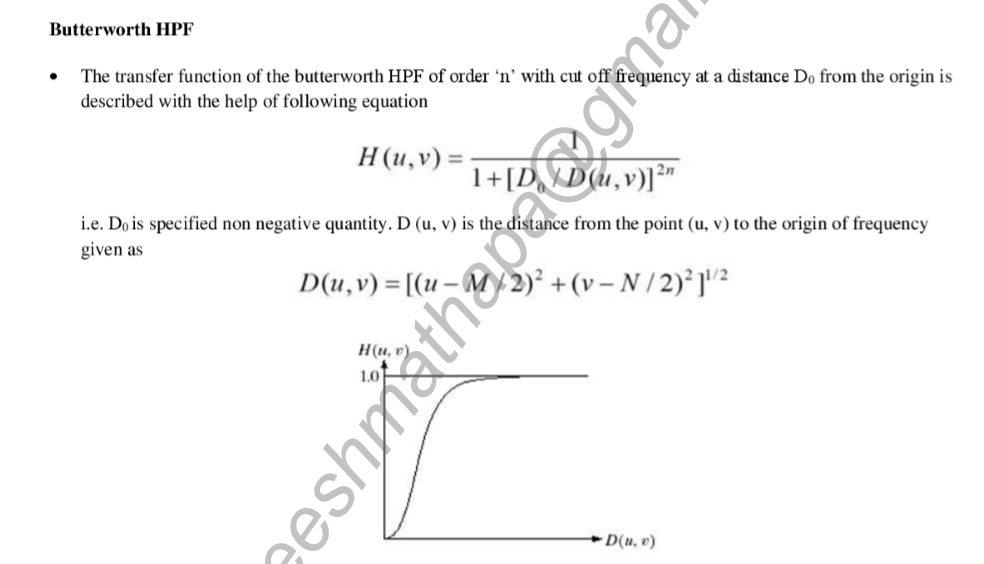 Butterworth HPF
• The transfer function of the butterworth HPF of order ‘n’ with cut off frequency at a distance D₀ from the origin is
described with the help of following equation
H(u,v) = 1 / 1+[D₀ / D(u,v)]²ⁿ
i.e. D₀ is specified non negative quantity. D (u, v) is the distance from the point (u, v) to the origin of frequency
given as
D(u,v) = [(u – M / 2)² + (v – N / 2)²]¹/²
H(u, v)
1.0
D(u, v)
eeshmathapa@gmai